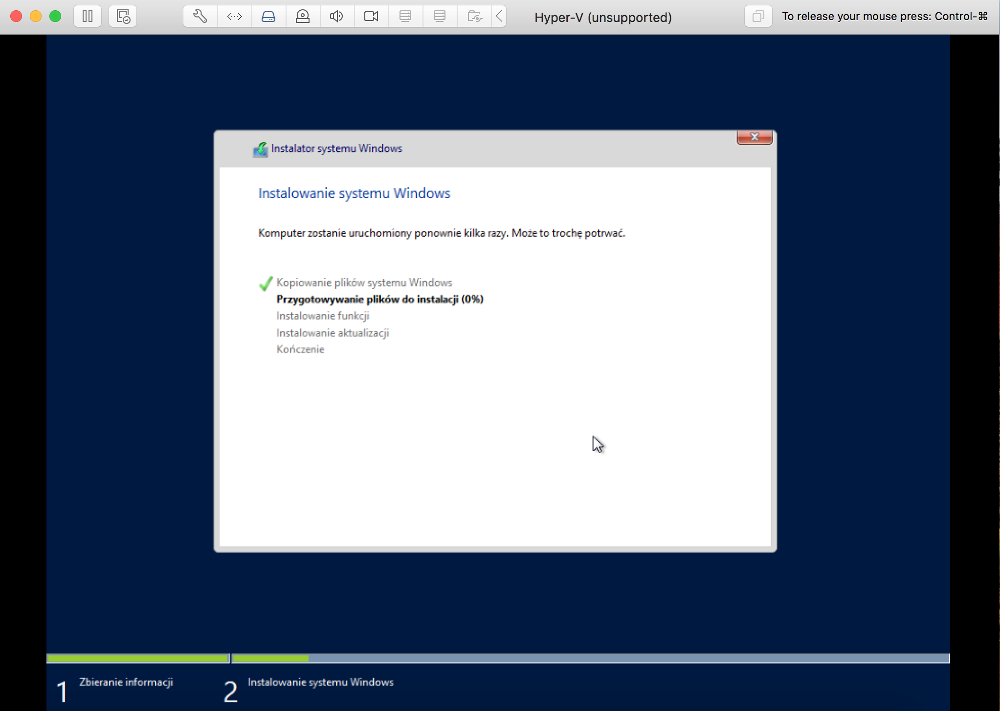 Hyper-V (unsupported)
To release your mouse press: Control-⌘
Instalator systemu Windows
Instalowanie systemu Windows
Komputer zostanie uruchomiony ponownie kilka razy. Może to trochę potrwać.
Kopiowanie plików systemu Windows
Przygotowywanie plików do instalacji (0%)
Instalowanie funkcji
Instalowanie aktualizacji
Kończenie
1 Zbieranie informacji
2 Instalowanie systemu Windows